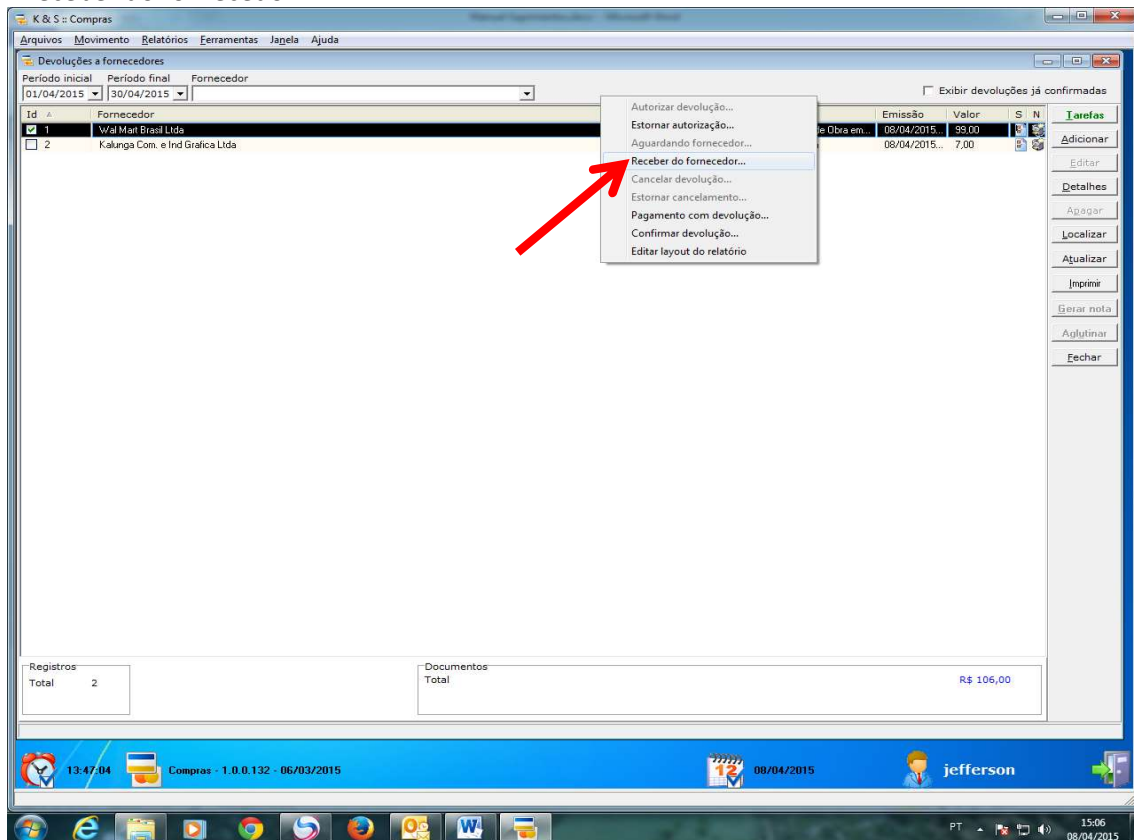 K & S :: Compras
Arquivos Movimento Relatórios Ferramentas Janela Ajuda
Devoluções a fornecedores
Período inicial Período final Fornecedor
01/04/2015 30/04/2015 Exibir devoluções já confirmadas
Id Fornecedor Emissão Valor S N
1 Wal Mart Brasil Ltda de Obra em... 08/04/2015... 99,00
2 Kalunga Com. e Ind Grafica Ltda 08/04/2015... 7,00
Autorizar devolução...
Estornar autorização...
Aguardando fornecedor...
Receber do fornecedor...
Cancelar devolução...
Estornar cancelamento...
Pagamento com devolução...
Confirmar devolução...
Editar layout do relatório
Tarefas
Adicionar
Editar
Detalhes
Apagar
Localizar
Atualizar
Imprimir
Gerar nota
Aglutinar
Fechar
Registros
Total 2
Documentos
Total R$ 106,00
13:47:04 Compras - 1.0.0.132 - 06/03/2015 12 08/04/2015 jefferson
PT 15:06
08/04/2015